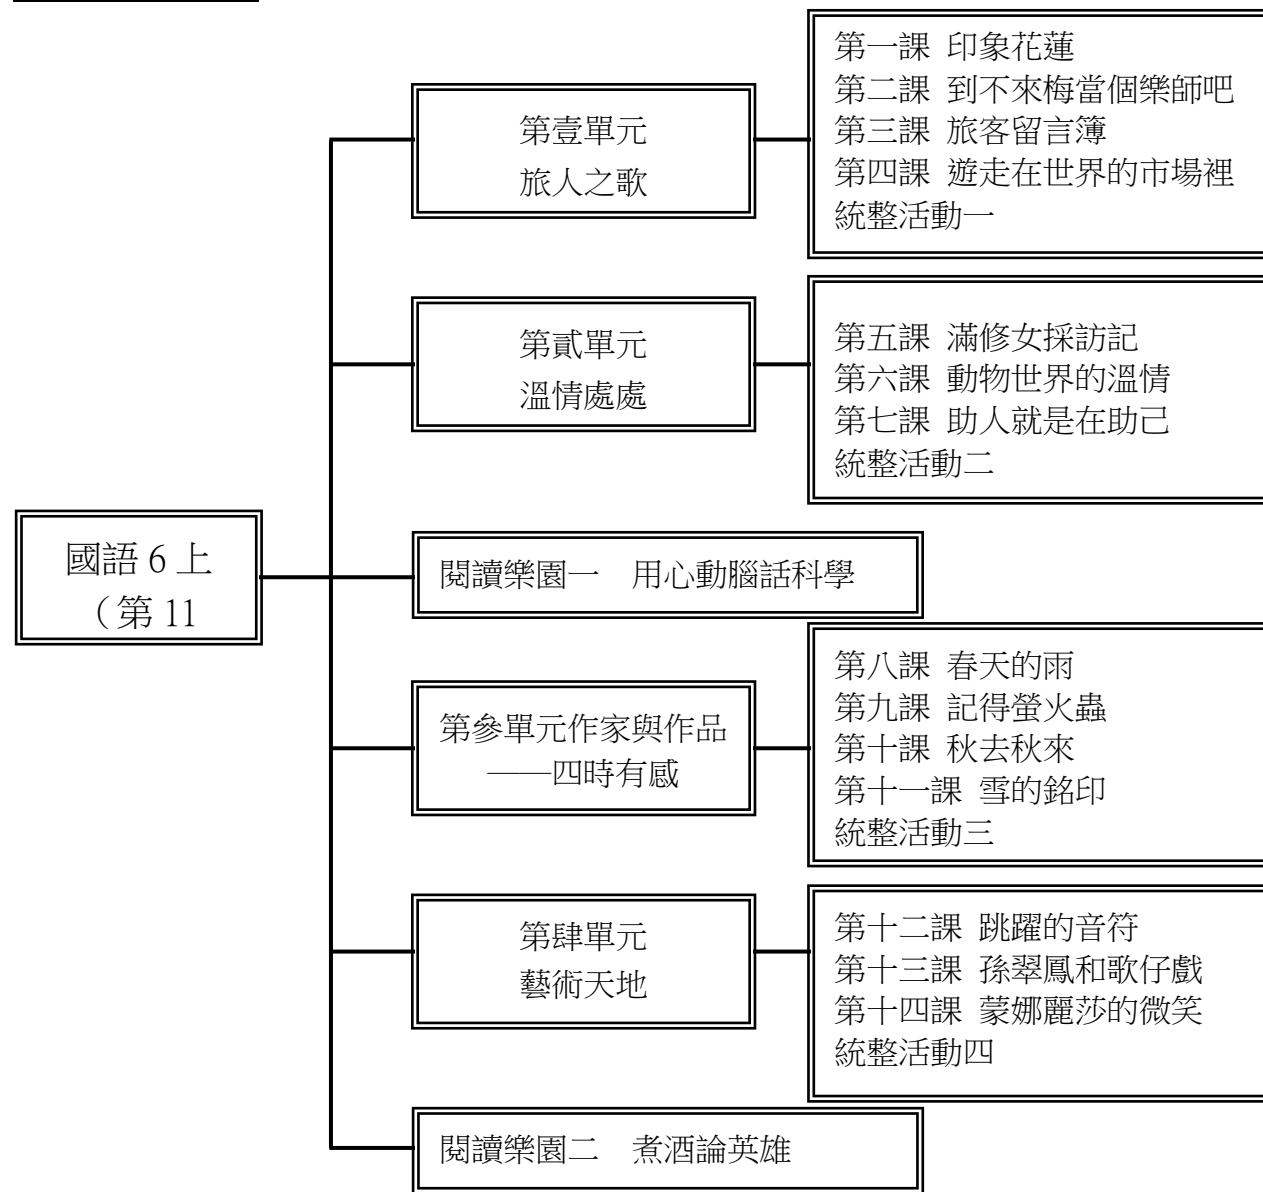 國語 6 上
（第 11
第壹單元
旅人之歌
第一課 印象花蓮
第二課 到不來梅當個樂師吧
第三課 旅客留言簿
第四課 遊走在世界的市場裡
統整活動一
第貳單元
溫情處處
第五課 滿修女採訪記
第六課 動物世界的溫情
第七課 助人就是在助己
統整活動二
閱讀樂園一　用心動腦話科學
第參單元作家與作品
——四時有感
第八課 春天的雨
第九課 記得螢火蟲
第十課 秋去秋來
第十一課 雪的銘印
統整活動三
第肆單元
藝術天地
第十二課 跳躍的音符
第十三課 孫翠鳳和歌仔戲
第十四課 蒙娜麗莎的微笑
統整活動四
閱讀樂園二　煮酒論英雄